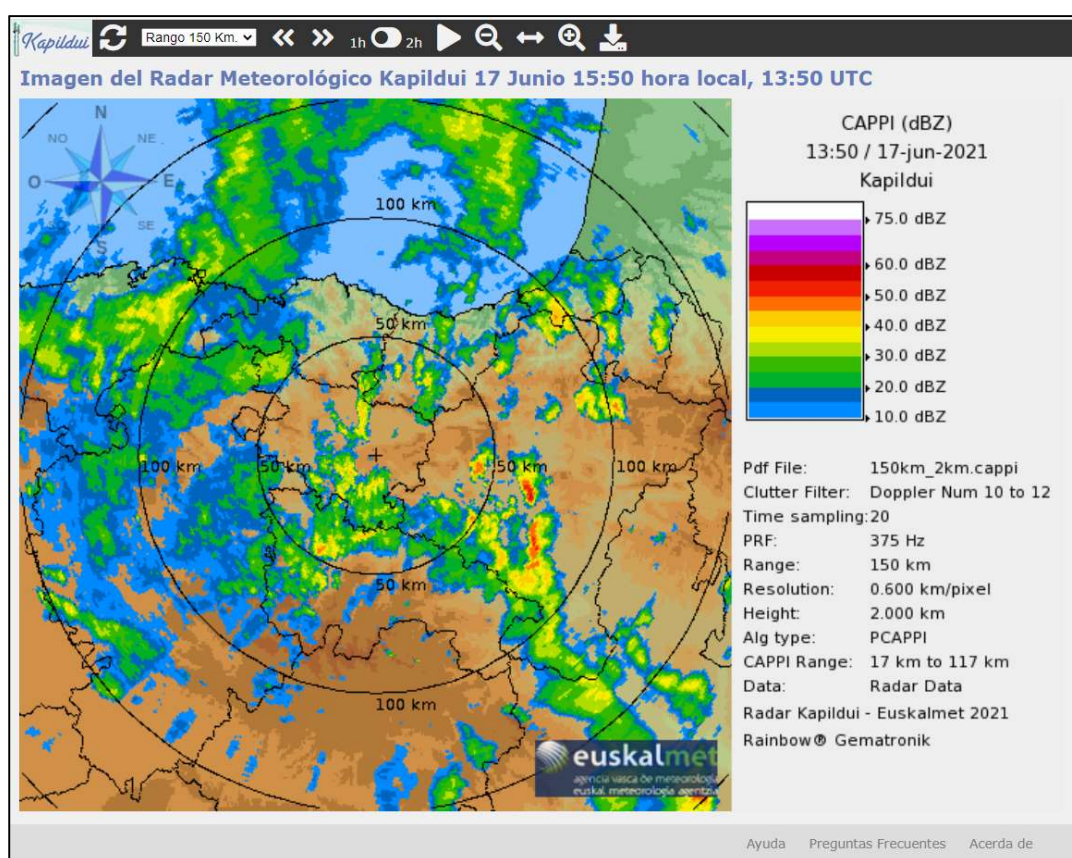 Kapildui Rango 150 Km. 1h 2h
Imagen del Radar Meteorológico Kapildui 17 Junio 15:50 hora local, 13:50 UTC
N
NO NE
O E
SE
S
100 km
50 km
100 km 50 km 50 km 100 km
50 km
100 km
euskalmet
agencia vasca de meteorología
euskal meteorologia agentzia
CAPPI (dBZ)
13:50 / 17-jun-2021
Kapildui
75.0 dBZ
60.0 dBZ
50.0 dBZ
40.0 dBZ
30.0 dBZ
20.0 dBZ
10.0 dBZ
Pdf File: 150km_2km.cappi
Clutter Filter: Doppler Num 10 to 12
Time sampling:20
PRF: 375 Hz
Range: 150 km
Resolution: 0.600 km/pixel
Height: 2.000 km
Alg type: PCAPPI
CAPPI Range: 17 km to 117 km
Data: Radar Data
Radar Kapildui - Euskalmet 2021
Rainbow® Gematronik
Ayuda Preguntas Frecuentes Acerca de